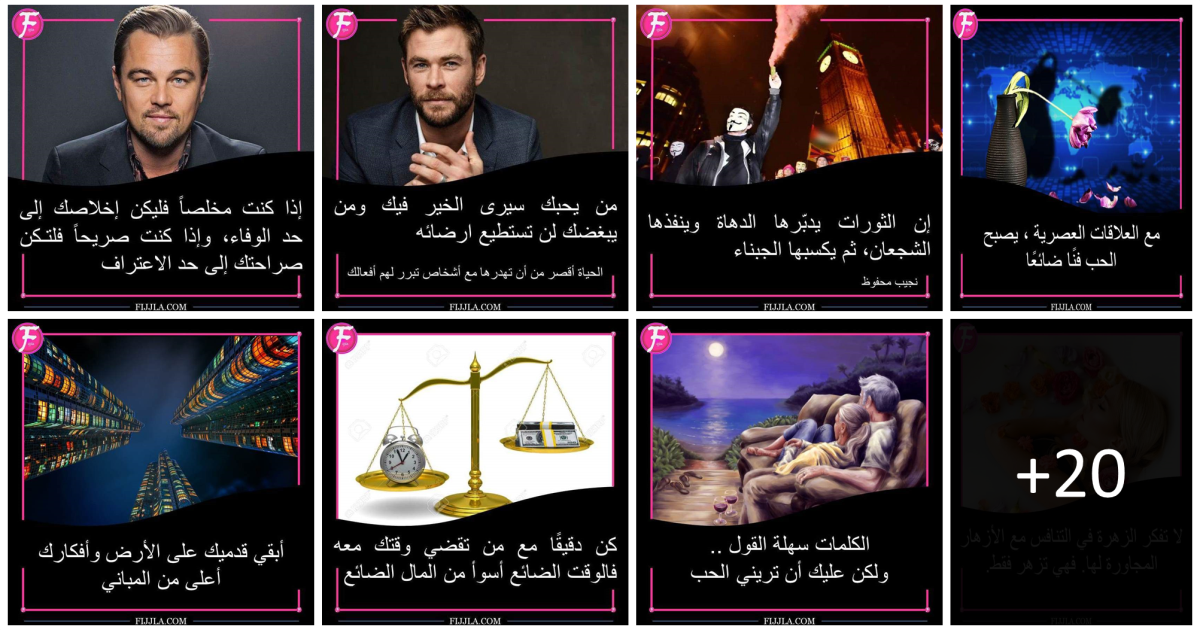 إذا كنت مخلصاً فليكن إخلاصك إلى
حد الوفاء، وإذا كنت صريحاً فلتكن
صراحتك إلى حد الاعتراف
FIJJLA.COM
من يحبك سيرى الخير فيك ومن
يبغضك لن تستطيع ارضائه
الحياة أقصر من أن تهدرها مع أشخاص تبرر لهم أفعالك
FIJJLA.COM
إن الثورات يدبّرها الدهاة وينفذها
الشجعان، ثم يكسبها الجبناء
نجيب محفوظ
FIJJLA.COM
مع العلاقات العصرية ، يصبح
الحب فنًا ضائعًا
FIJJLA.COM
أبقي قدميك على الأرض وأفكارك
أعلى من المباني
FIJJLA.COM
كن دقيقًا مع من تقضي وقتك معه
فالوقت الضائع أسوأ من المال الضائع
FIJJLA.COM
الكلمات سهلة القول ..
ولكن عليك أن تريني الحب
FIJJLA.COM
+20
لا تفكر الزهرة في التنافس مع الأزهار
المجاورة لها. فهي تزهر فقط.